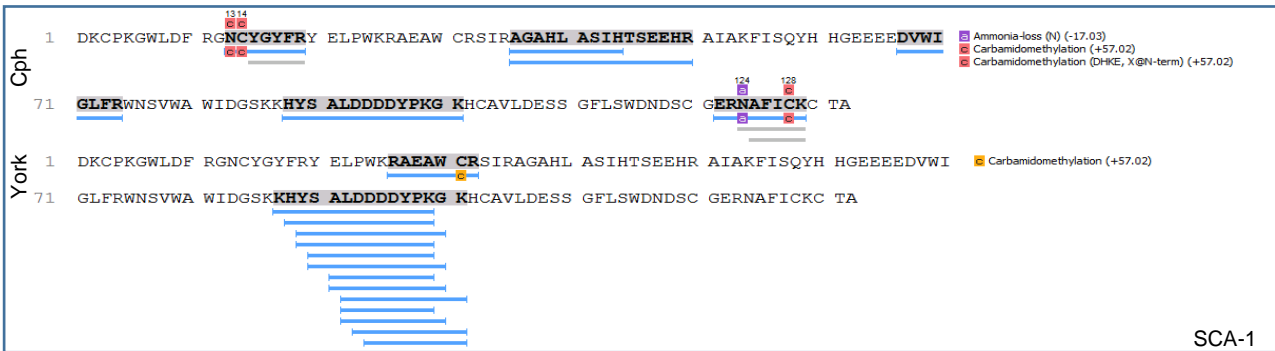 13 14
c c
Cph
1 DKCPKGWLDF RGNCYGYFRY ELPWKRAEAW CRSIRAGAHL ASIHTSEEHR AIAKFISQYH HGEEEEDVWI
c c
a Ammonia-loss (N) (-17.03)
c Carbamidomethylation (+57.02)
c Carbamidomethylation (DHKE, X@N-term) (+57.02)
124 128
a c
71 GLFRWNSVWA WIDGSKKHYS ALDDDDYPKG KHCAVLDESS GFLSWDNDSC GERNAFICKC TA
a c
York
1 DKCPKGWLDF RGNCYGYFRY ELPWKRAEAW CRSIRAGAHL ASIHTSEEHR AIAKFISQYH HGEEEEDVWI
c
c Carbamidomethylation (+57.02)
71 GLFRWNSVWA WIDGSKKHYS ALDDDDYPKG KHCAVLDESS GFLSWDNDSC GERNAFICKC TA
SCA-1